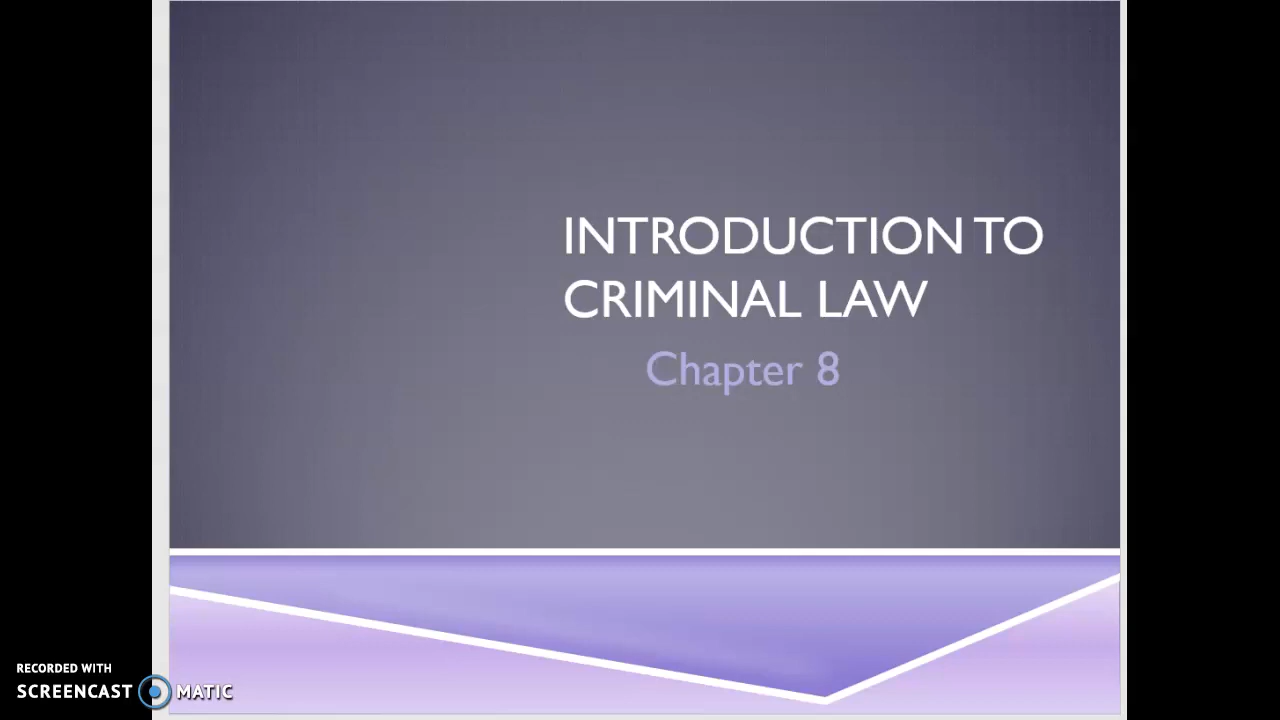 INTRODUCTION TO
CRIMINAL LAW
Chapter 8
RECORDED WITH
SCREENCAST MATIC